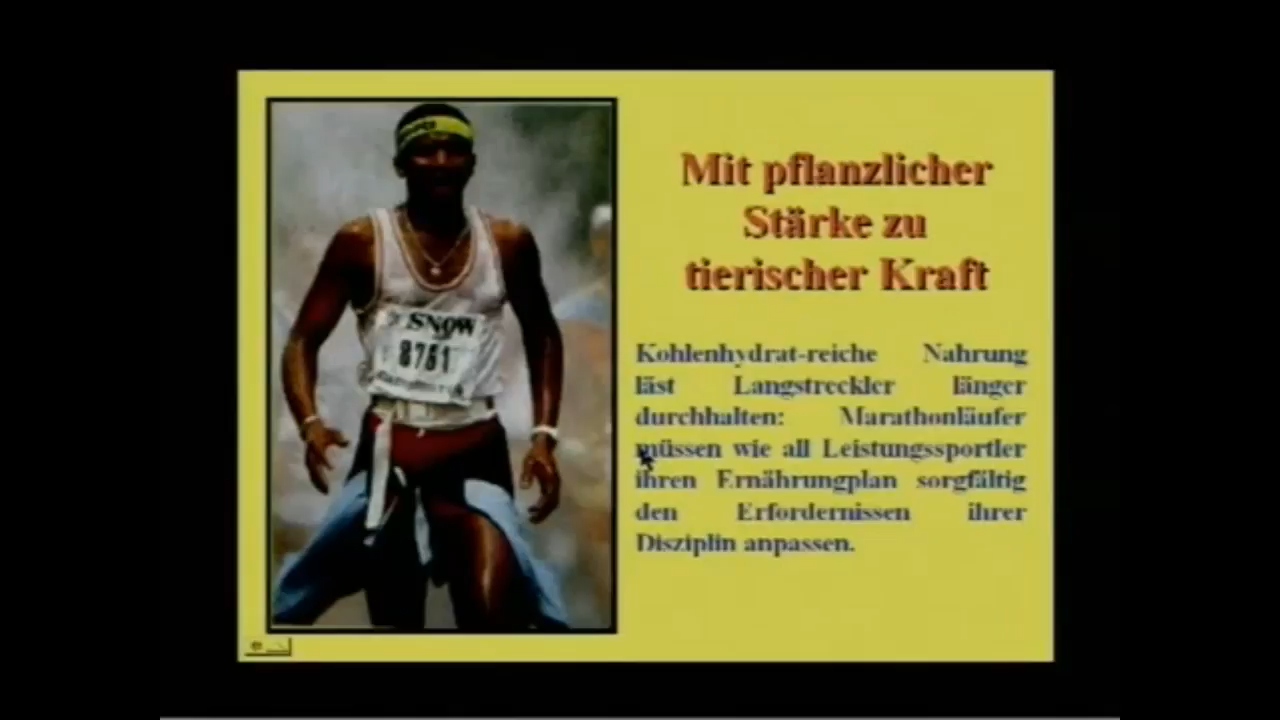 Mit pflanzlicher
Stärke zu
tierischer Kraft
SNOW
8761
Kohlenhydrat-reiche Nahrung
läst Langstreckler länger
durchhalten: Marathonläufer
müssen wie all Leistungssportler
ihren Ernährungplan sorgfältig
den Erfordernissen ihrer
Disziplin anpassen.